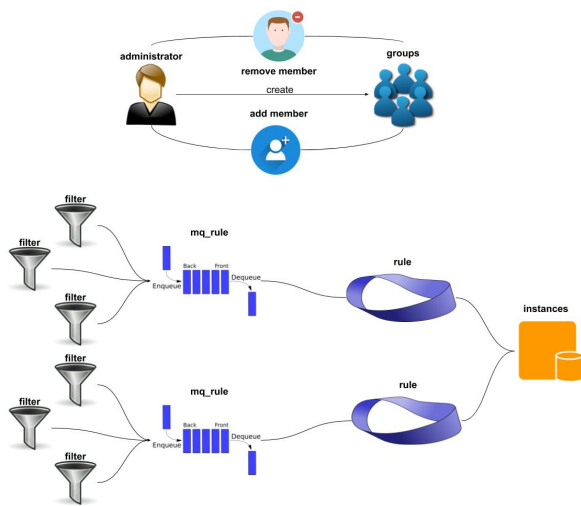 administrator
groups
remove member
create
add member
filter
filter
filter
mq_rule
Back Front
Enqueue
Dequeue
rule
instances
filter
filter
filter
mq_rule
Back Front
Enqueue
Dequeue
rule